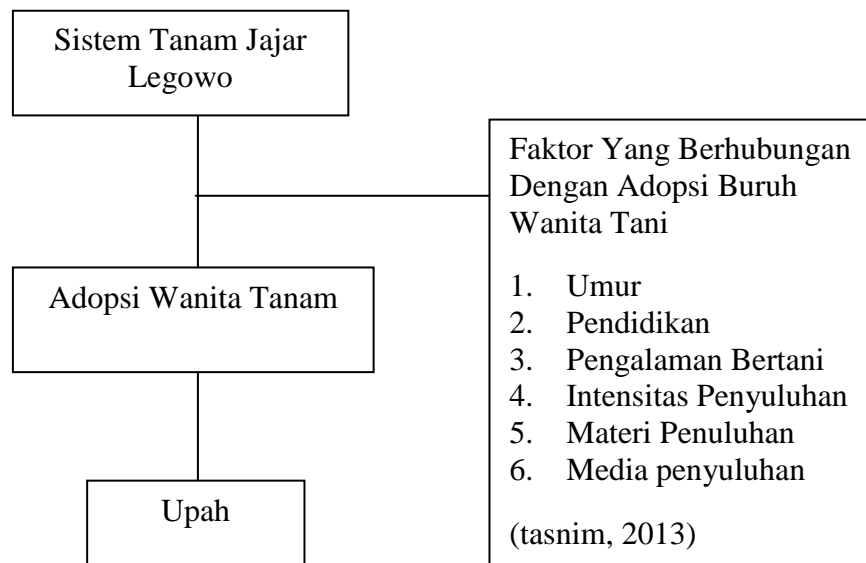 Sistem Tanam Jajar
Legowo
Faktor Yang Berhubungan
Dengan Adopsi Buruh
Wanita Tani
1. Umur
2. Pendidikan
3. Pengalaman Bertani
4. Intensitas Penyuluhan
5. Materi Penuluhan
6. Media penyuluhan
(tasnim, 2013)
Adopsi Wanita Tanam
Upah